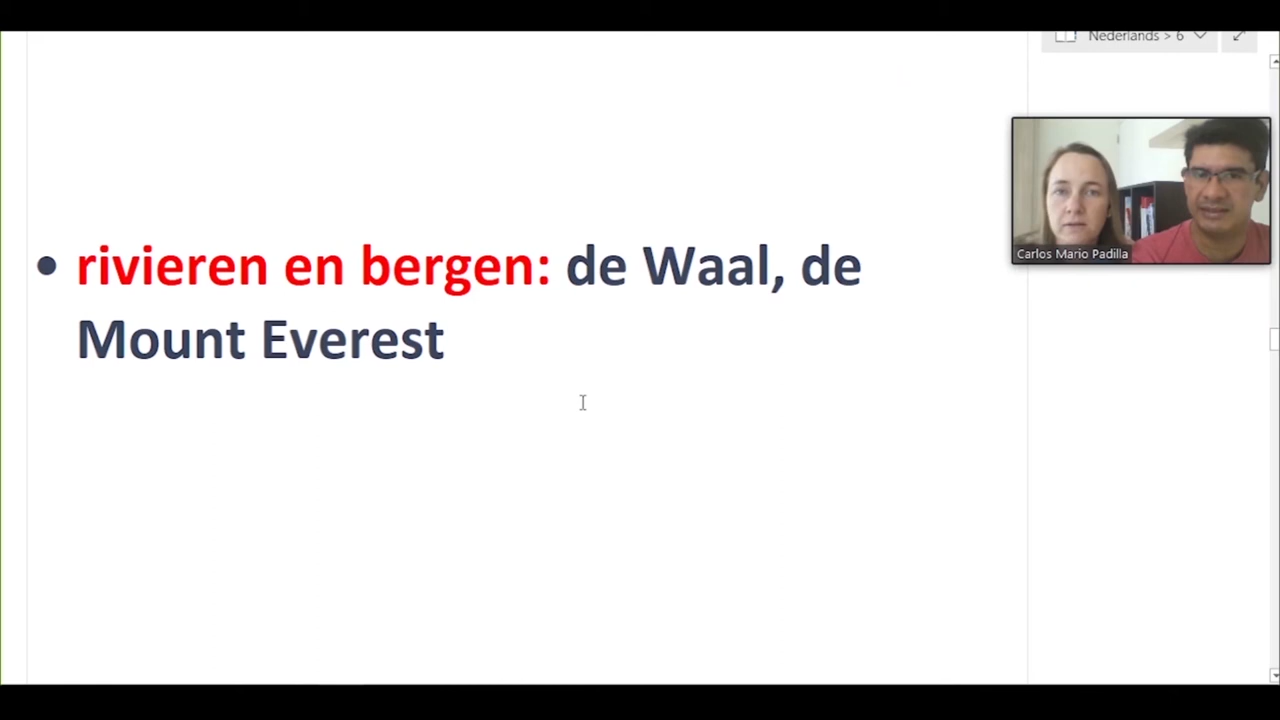 Nederlands > 6
• rivieren en bergen: de Waal, de
Mount Everest
Carlos Mario Padilla